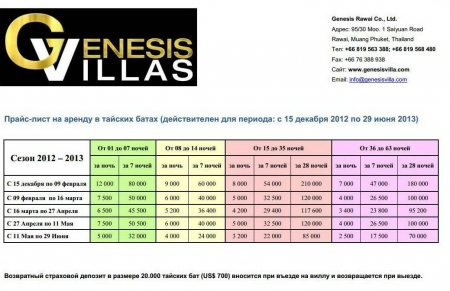 GENESIS
VILLAS
Genesis Rawai Co., Ltd.
Адрес: 95/30 Moo. 1 Saiyuan Road
Rawai, Muang Phuket, Thailand
Тел: +66 819 563 388; +66 819 568 480
Fax: +66 76 388 938
Сайт: www.genesisvilla.com
Email: info@genesisvilla.com
Прайс-лист на аренду в тайских батах (действителен для периода: с 15 декабря 2012 по 29 июня 2013)
Сезон 2012 – 2013 От 01 до 07 ночей От 08 до 14 ночей От 15 до 35 ночей От 36 до 63 ночей
за ночь за 7 ночей за ночь за 7 ночей за ночь за 7 ночей за 28 ночей за ночь за 7 ночей за 28 ночей
С 15 декабря по 09 февраля 12 000 80 000 9 000 60 000 8 000 54 000 210 000 7 000 47 000 180 000
С 09 февраля по 16 марта 7 500 50 000 6 000 40 000 5 000 32 500 120 000 4 000 26 500 100 000
С 16 марта по 27 Апреля 6 500 45 500 5 200 36 400 4 200 29 400 117 600 3 400 23 800 95 200
С 27 Апреля по 11 Мая 7 500 50 000 6 000 40 000 5 000 32 500 120 000 4 000 26 500 100 000
С 11 Мая по 29 Июня 5 000 32 000 4 000 24 000 3 200 22 000 85 000 2 500 17 500 70 000
Возвратный страховой депозит в размере 20.000 тайских бат (US$ 700) вносится при въезде на виллу и возвращается при выезде.